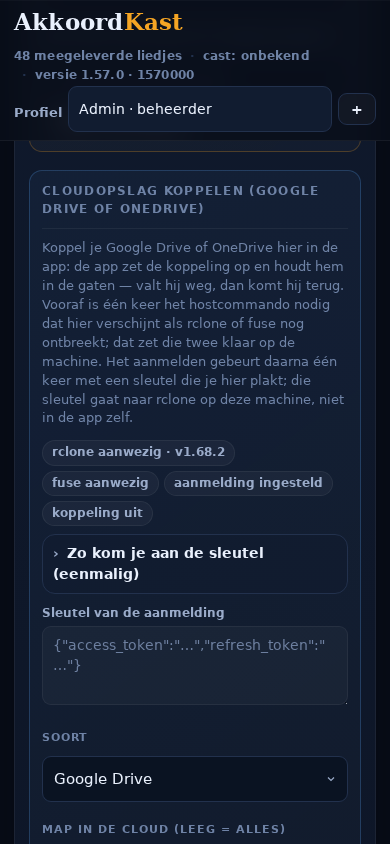 AkkoordKast
48 meegeleverde liedjes · cast: onbekend
· versie 1.57.0 · 1570000
Profiel Admin · beheerder +
CLOUDOPSLAG KOPPELEN (GOOGLE
DRIVE OF ONEDRIVE)
Koppel je Google Drive of OneDrive hier in de
app: de app zet de koppeling op en houdt hem
in de gaten — valt hij weg, dan komt hij terug.
Vooraf is één keer het hostcommando nodig
dat hier verschijnt als rclone of fuse nog
ontbreekt; dat zet die twee klaar op de
machine. Het aanmelden gebeurt daarna één
keer met een sleutel die je hier plakt; die
sleutel gaat naar rclone op deze machine, niet
in de app zelf.
rclone aanwezig · v1.68.2
fuse aanwezig aanmelding ingesteld
koppeling uit
› Zo kom je aan de sleutel
(eenmalig)
Sleutel van de aanmelding
{"access_token":"...","refresh_token":"
..."}
SOORT
Google Drive
MAP IN DE CLOUD (LEEG = ALLES)